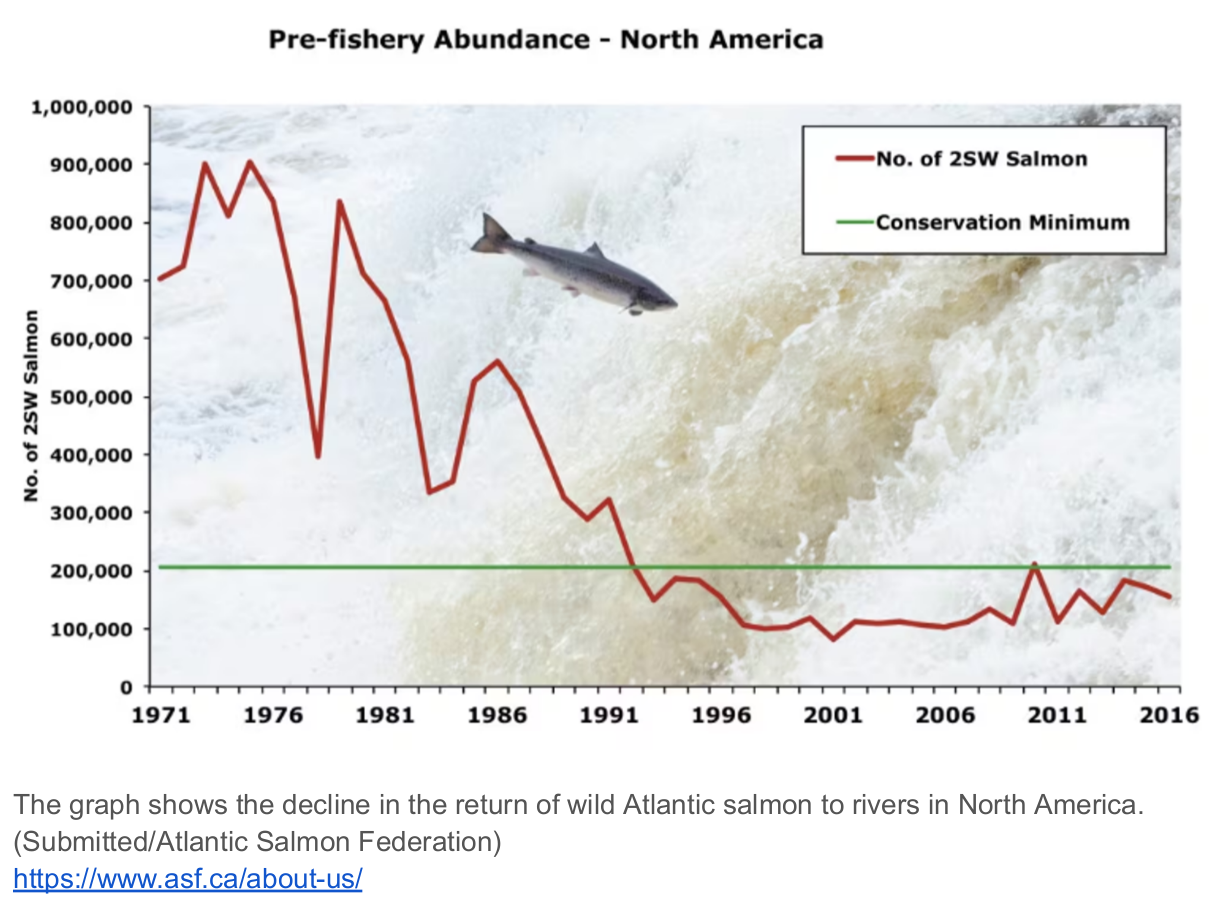 Pre-fishery Abundance - North America
1,000,000
900,000
800,000
700,000
600,000
500,000
400,000
300,000
200,000
100,000
0
No. of 2SW Salmon
No. of 2SW Salmon
Conservation Minimum
1971 1976 1981 1986 1991 1996 2001 2006 2011 2016
The graph shows the decline in the return of wild Atlantic salmon to rivers in North America.
(Submitted/Atlantic Salmon Federation)
https://www.asf.ca/about-us/